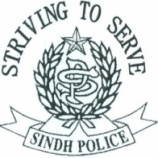 STRIVING TO SERVE
SINDH POLICE